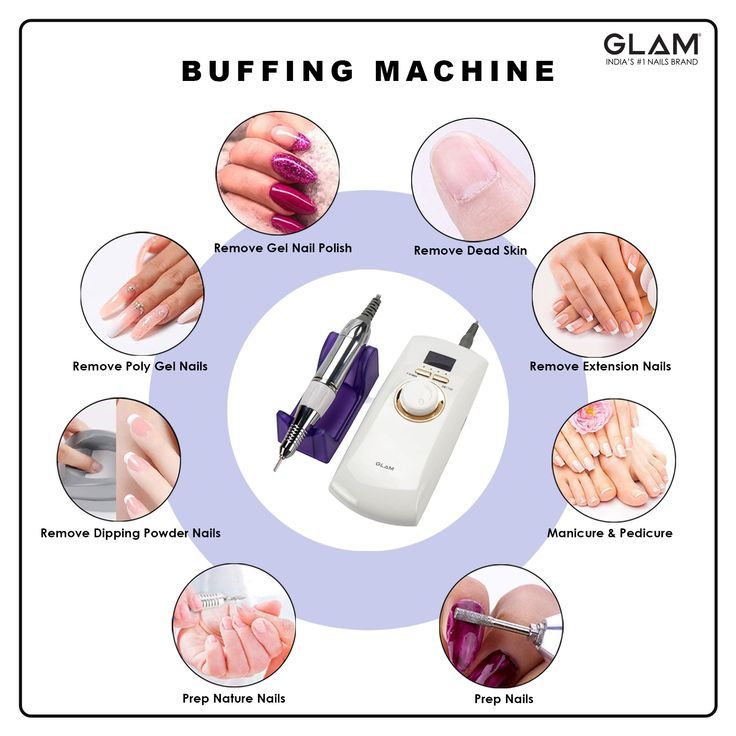 GLAM
INDIA'S #1 NAILS BRAND
BUFFING MACHINE
Remove Gel Nail Polish
Remove Dead Skin
Remove Poly Gel Nails
Remove Extension Nails
GLAM
Remove Dipping Powder Nails
Manicure & Pedicure
Prep Nature Nails
Prep Nails